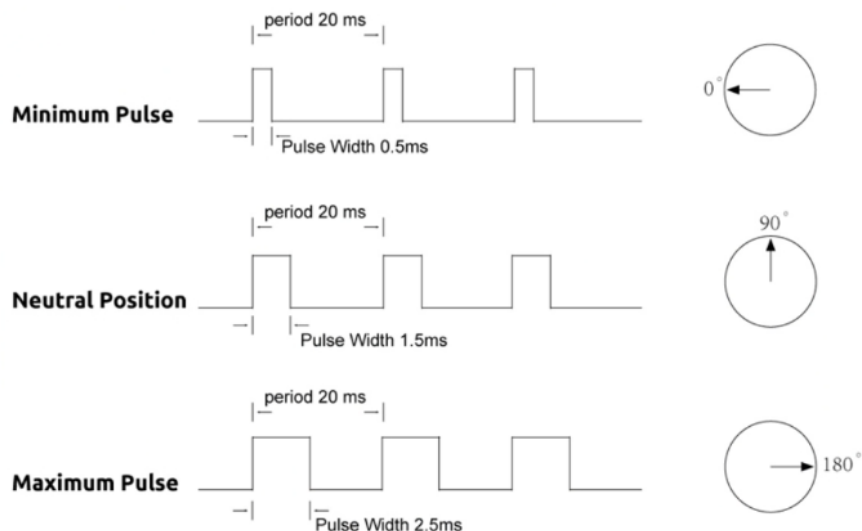 period 20 ms
Minimum Pulse
0°
Pulse Width 0.5ms
period 20 ms
90°
Neutral Position
Pulse Width 1.5ms
period 20 ms
Maximum Pulse
180°
Pulse Width 2.5ms